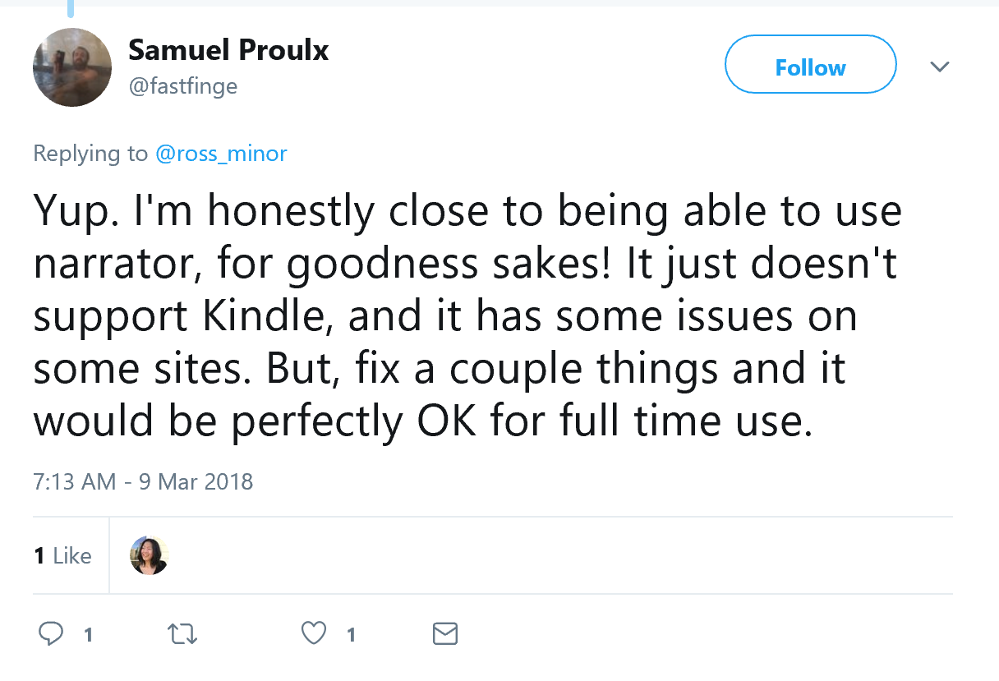 Samuel Proulx
@fastfinge
Follow
Replying to @ross_minor
Yup. I'm honestly close to being able to use
narrator, for goodness sakes! It just doesn't
support Kindle, and it has some issues on
some sites. But, fix a couple things and it
would be perfectly OK for full time use.
7:13 AM - 9 Mar 2018
1 Like
1 1